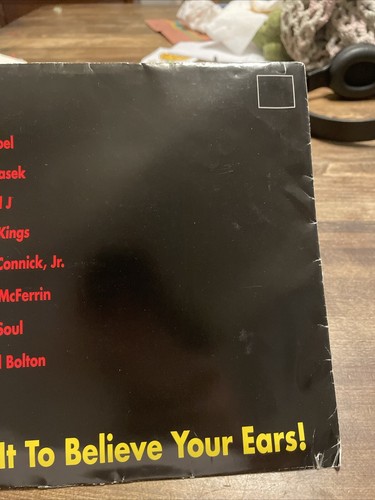 oel
asek
l J
Kings
Connick, Jr.
McFerrin
Soul
l Bolton
It To Believe Your Ears!